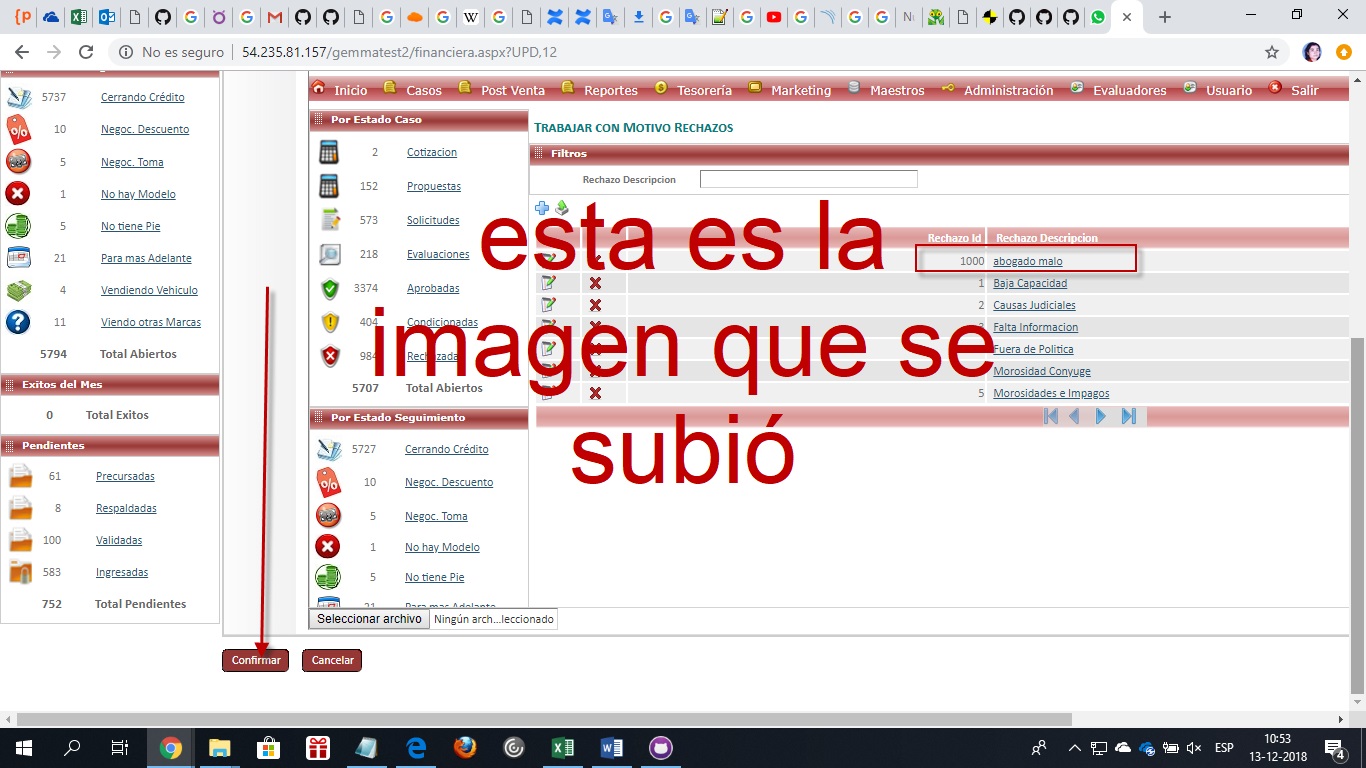 No es seguro
54.235.81.157/gemmatest2/financiera.aspx?UPD,12
5737 Cerrando Crédito
10 Negoc. Descuento
5 Negoc. Toma
1 No hay Modelo
5 No tiene Pie
21 Para mas Adelante
4 Vendiendo Vehiculo
11 Viendo otras Marcas
5794 Total Abiertos
Exitos del Mes
0 Total Exitos
Pendientes
61 Precursadas
8 Respaldadas
100 Validadas
583 Ingresadas
752 Total Pendientes
Inicio Casos Post Venta Reportes Tesorería Marketing Maestros Administración Evaluadores Usuario Salir
Por Estado Caso
2 Cotizacion
152 Propuestas
573 Solicitudes
218 Evaluaciones
3374 Aprobadas
404 Condicionadas
984 Rechazadas
5707 Total Abiertos
Por Estado Seguimiento
5727 Cerrando Crédito
10 Negoc. Descuento
5 Negoc. Toma
1 No hay Modelo
5 No tiene Pie
21 Para mas Adelante
TRABAJAR CON MOTIVO RECHAZOS
Filtros
Rechazo Descripcion
Rechazo Id Rechazo Descripcion
1000 abogado malo
1 Baja Capacidad
2 Causas Judiciales
Falta Informacion
Fuera de Politica
Morosidad Conyuge
5 Morosidades e Impagos
esta es la
imagen que se
subió
Seleccionar archivo Ningún arch...leccionado
Confirmar Cancelar
ESP
10:53
13-12-2018
4